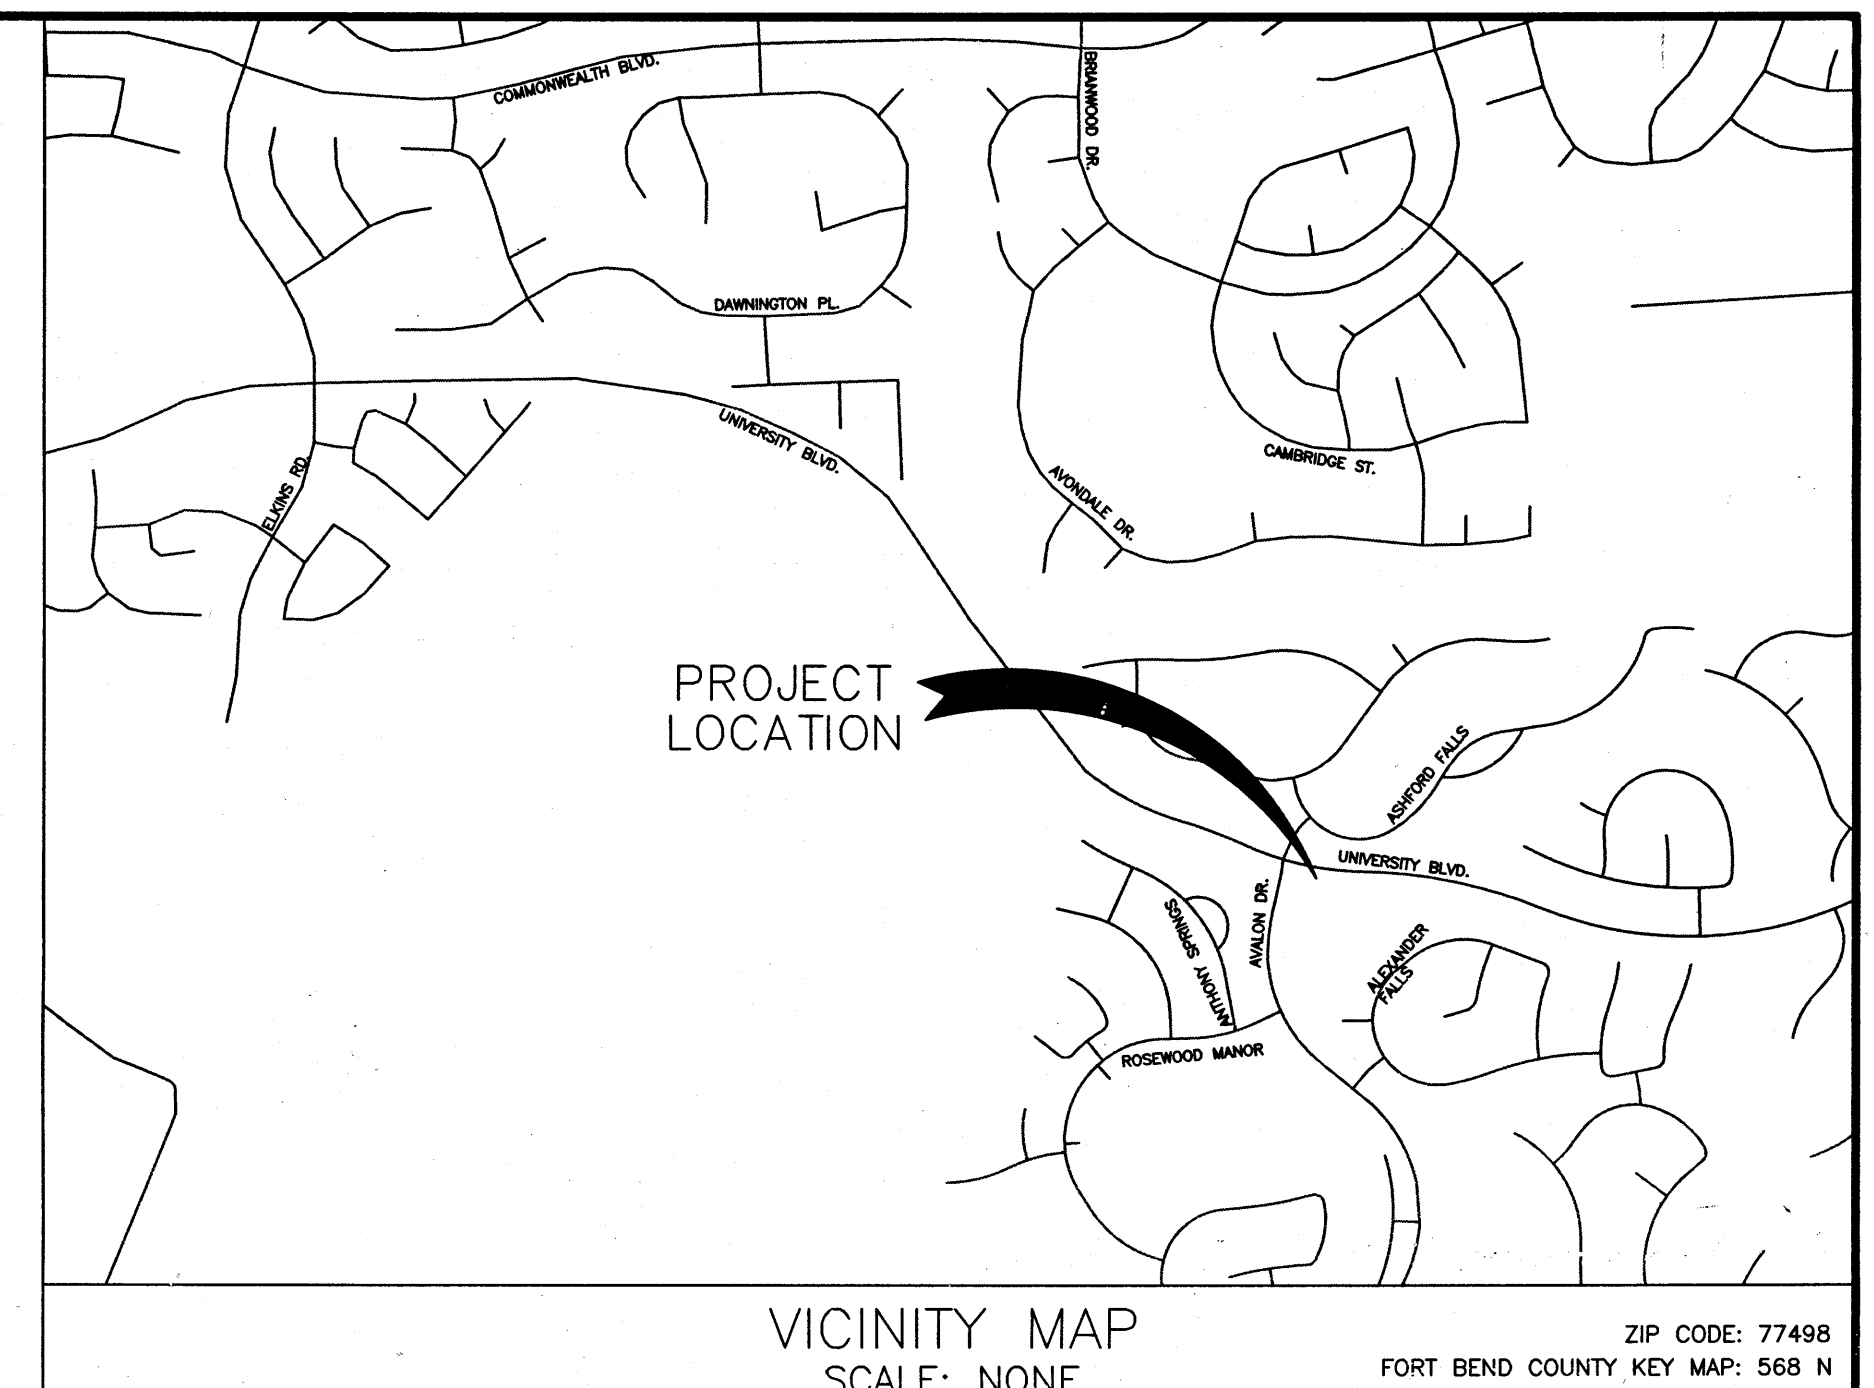 COMMONWEALTH BLVD.
BRIARWOOD DR.
DAWNINGTON PL.
UNIVERSITY BLVD.
ELKINS RD.
CAMBRIDGE ST.
AVONDALE DR.
PROJECT
LOCATION
ASHFORD FALLS
UNIVERSITY BLVD.
AVALON DR.
ANTHONY SPRINGS
ALEXANDER
FALLS
ROSEWOOD MANOR
VICINITY MAP
SCALE: NONE
ZIP CODE: 77498
FORT BEND COUNTY KEY MAP: 568 N